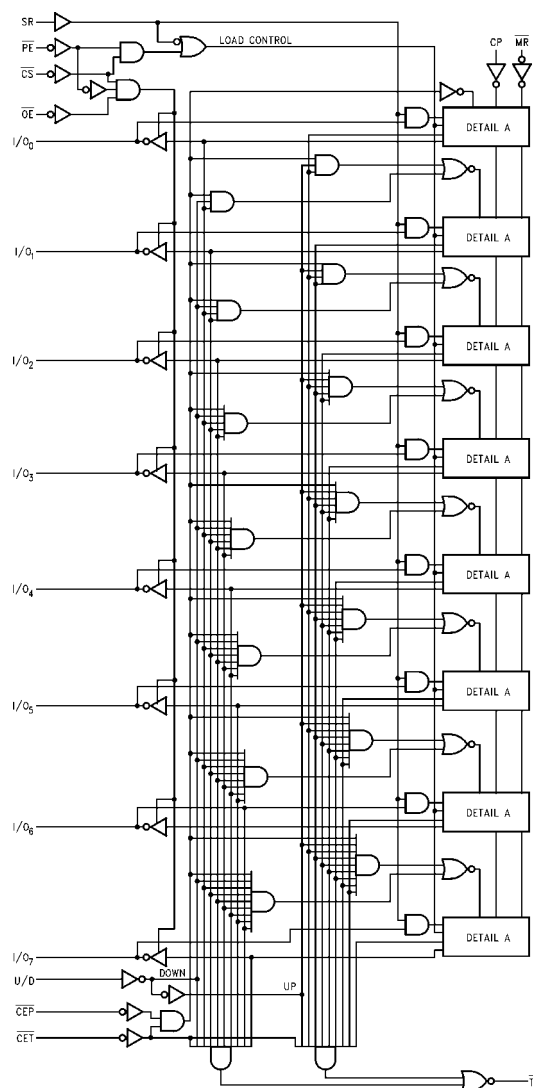 SR
PE
CS
OE
LOAD CONTROL
CP
MR
DETAIL A
I/O0
I/O1
DETAIL A
I/O2
DETAIL A
I/O3
DETAIL A
I/O4
DETAIL A
I/O5
DETAIL A
I/O6
DETAIL A
I/O7
DETAIL A
U/D
DOWN
UP
CEP
CET